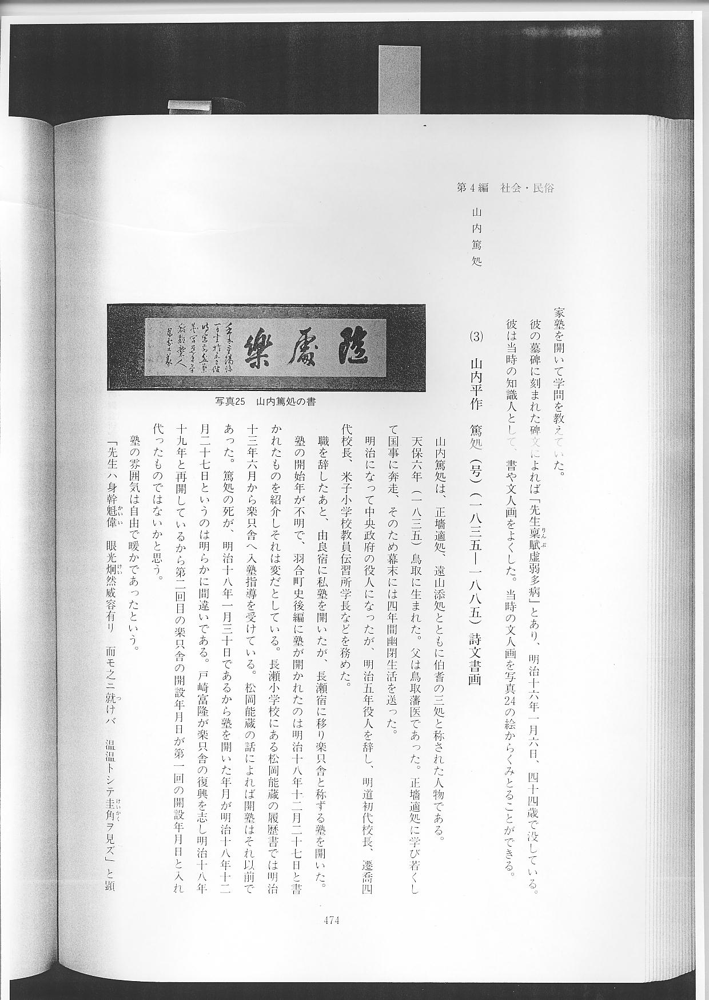 第4編　社会・民俗
家塾を開いて学問を教えていた。
彼の墓碑に刻まれた碑文によれば「先生稟賦虚弱多病」とあり、明治十六年一月六日、四十四歳で没している。
りんぷ
彼は当時の知識人として、書や文人画をよくした。当時の文人画を写真24の絵からくみとることができる。
山内篤処
(3)　山内平作　篤処（号）（一八三五―一八八五）詩文書画
山内篤処は、正墻適処、遠山添処とともに伯耆の三処と称された人物である。
天保六年（一八三五）鳥取に生まれた。父は鳥取藩医であった。正墻適処に学び若くし
て国事に奔走、そのため幕末には四年間幽閉生活を送った。
明治になって中央政府の役人になったが、明治五年役人を辞し、明道初代校長、遷喬四
代校長、米子小学校教員伝習所学長などを務めた。
職を辞したあと、由良宿に私塾を開いたが、長瀬宿に移り楽只舎と称ずる塾を開いた。
塾の開始年が不明で、羽合町史後編に塾が開かれたのは明治十八年十二月二十七日と書
かれたものを紹介しそれは変だとしている。長瀬小学校にある松岡能蔵の履歴書では明治
十三年六月から楽只舎へ入塾指導を受けている。松岡能蔵の話によれば開塾はそれ以前で
あった。篤処の死が、明治十八年一月三十日であるから塾を開いた年月が明治十八年十二
月二十七日というのは明らかに間違いである。戸崎富隆が楽只舎の復興を志し明治十八年
十九年と再開しているから第二回目の楽只舎の開設年月日が第一回の開設年月日と入れ
代ったものではないかと思う。
塾の雰囲気は自由で暖かであったという。
「先生ハ身幹魁偉　眼光炯然威容有リ　而モ之ニ就けバ　温温トシテ圭角ヲ見ズ」と顕
かいい　けい　つ　けいかく
處樂
写真25　山内篤処の書
474